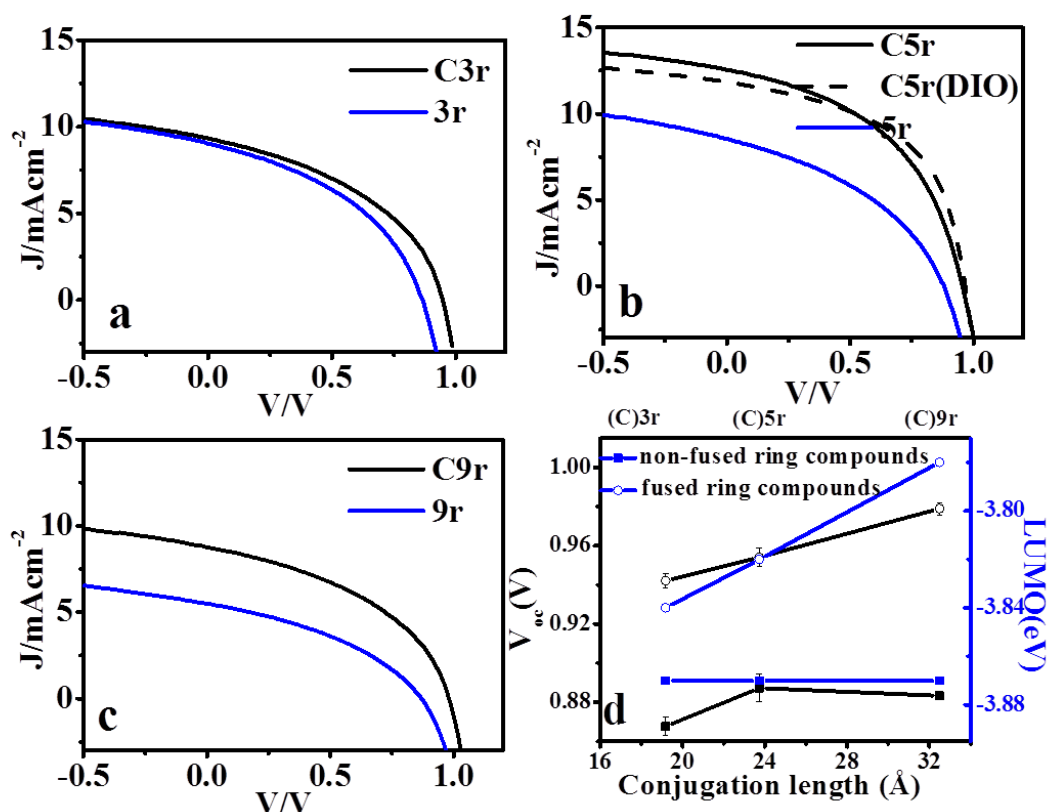 15
10
5
0
J/mAcm-2
C3r
3r
a
-0.5 0.0 0.5 1.0
V/V
15
10
5
0
J/mAcm-2
C5r
C5r(DIO)
5r
b
-0.5 0.0 0.5 1.0
V/V
15
10
5
0
J/mAcm-2
C9r
9r
c
-0.5 0.0 0.5 1.0
V/V
(C)3r (C)5r (C)9r
non-fused ring compounds
fused ring compounds
1.00
0.96
0.92
0.88
Voc(V)
-3.80
-3.84
-3.88
LUMO(eV)
d
16 20 24 28 32
Conjugation length (Å)